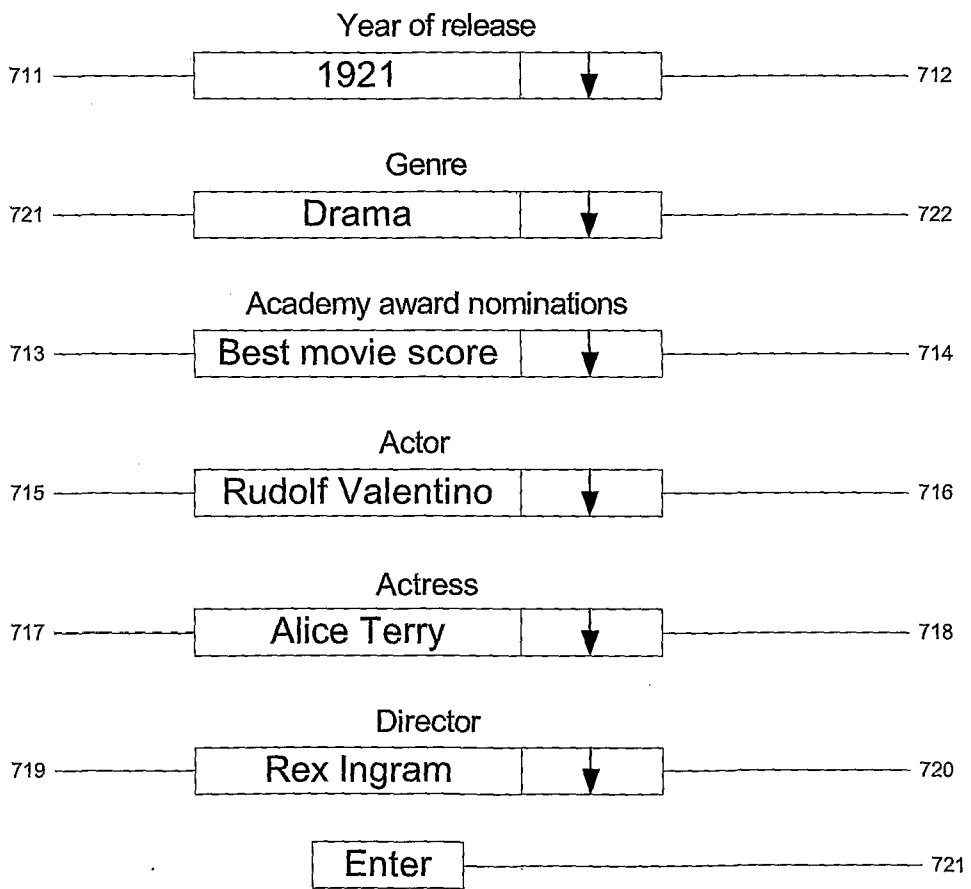 Year of release
711 1921 712
Genre
721 Drama 722
Academy award nominations
713 Best movie score 714
Actor
715 Rudolf Valentino 716
Actress
717 Alice Terry 718
Director
719 Rex Ingram 720
Enter 721